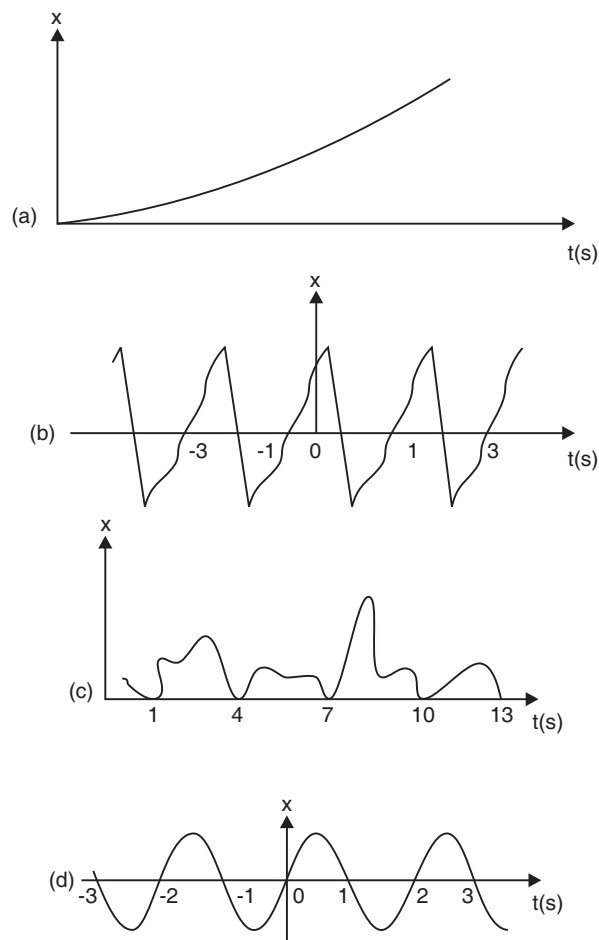 x
(a)
t(s)
x
(b)
-3 -1 0 1 3
t(s)
x
(c)
1 4 7 10 13
t(s)
x
(d)
-3 -2 -1 0 1 2 3
t(s)